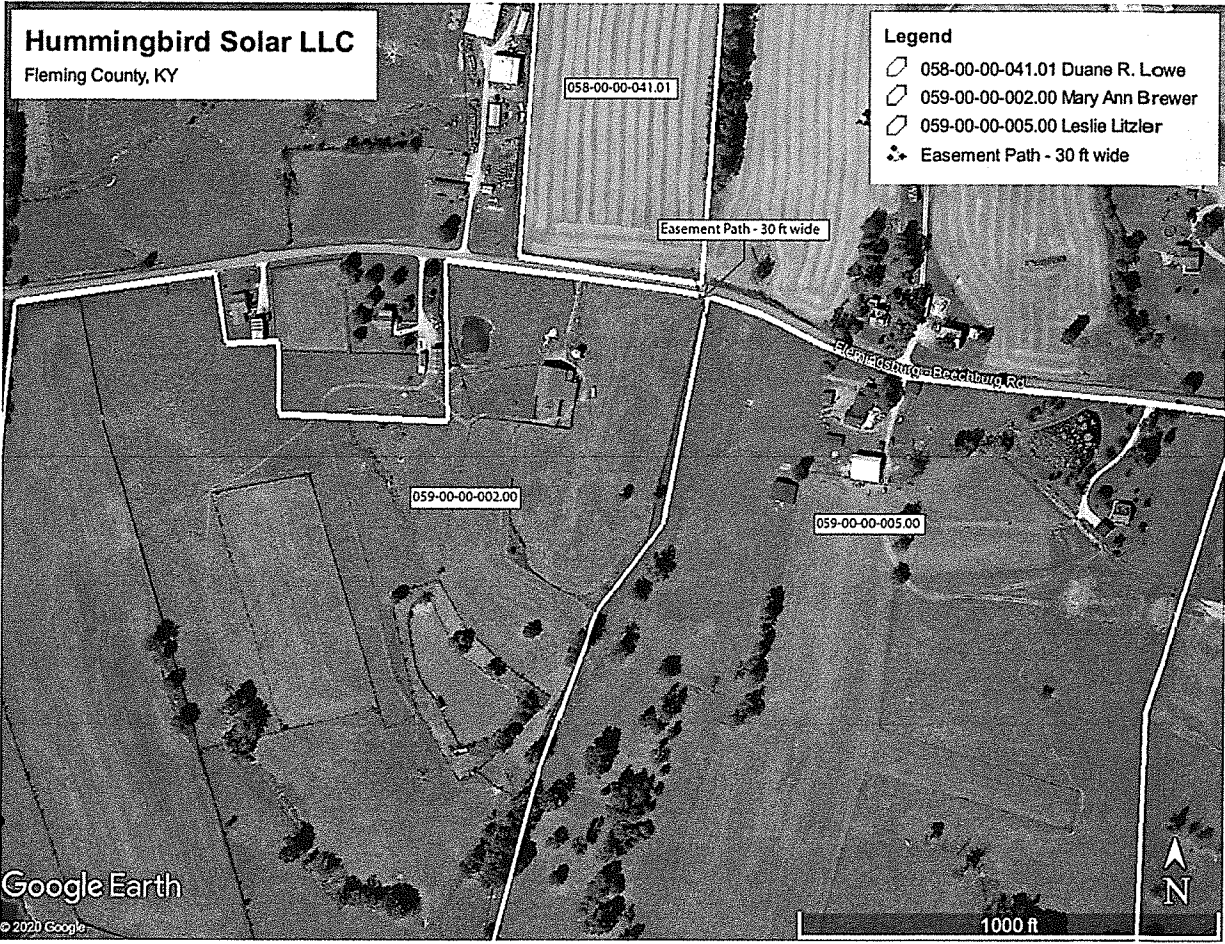 Hummingbird Solar LLC
Fleming County, KY
Legend
058-00-00-041.01 Duane R. Lowe
059-00-00-002.00 Mary Ann Brewer
059-00-00-005.00 Leslie Litzler
Easement Path - 30 ft wide
058-00-00-041.01
Easement Path - 30 ft wide
Flemingsburg - Beechburg Rd
059-00-00-002.00
059-00-00-005.00
Google Earth
© 2020 Google
N
1000 ft